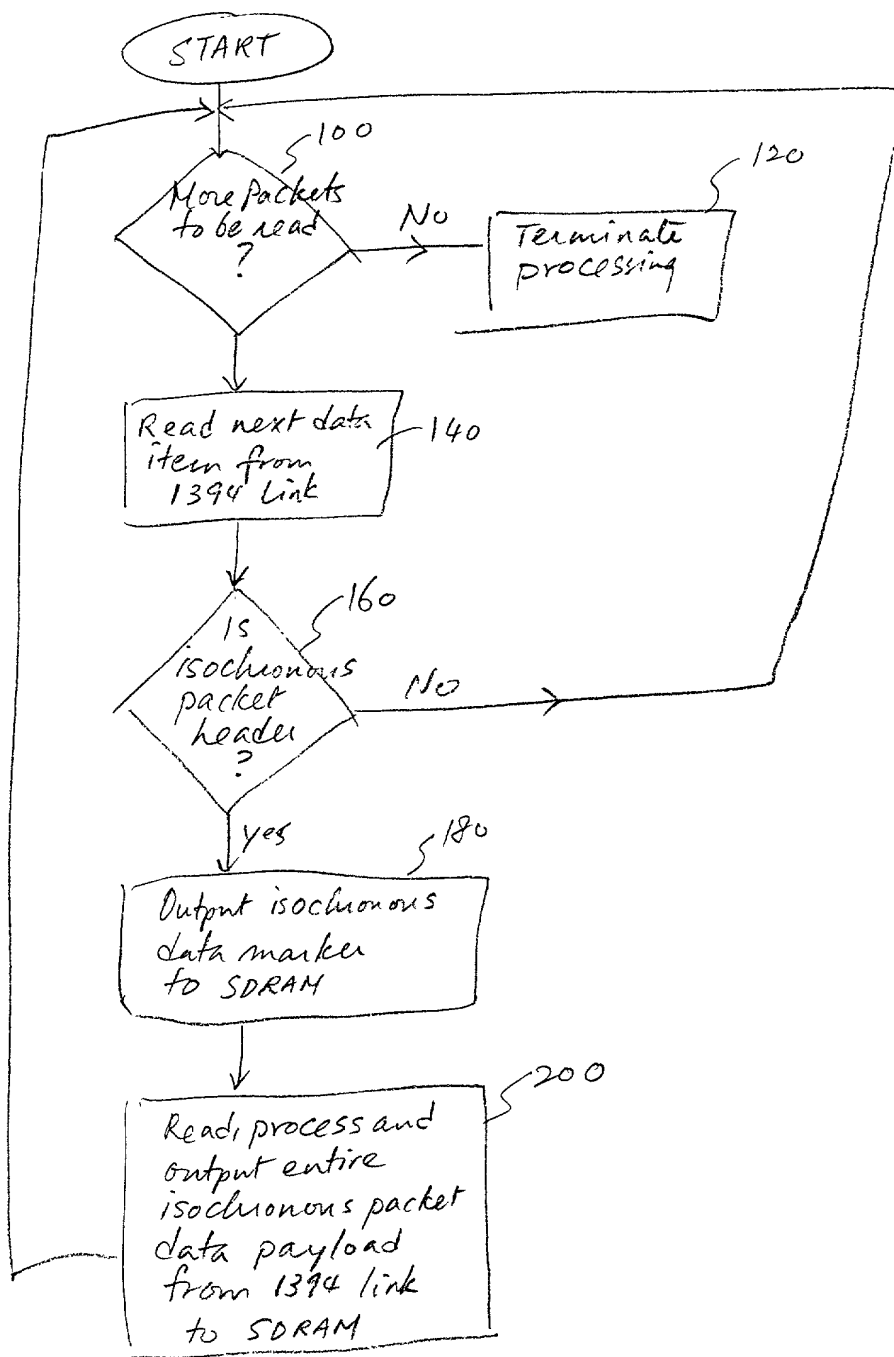 START
100
More Packets
to be read
?
No
120
Terminate
processing
Read next data
item from
1394 link
140
160
Is
isochronous
packet
header
?
No
yes
180
Output isochronous
data marker
to SDRAM
200
Read, process and
output entire
isochronous packet
data payload
from 1394 link
to SDRAM